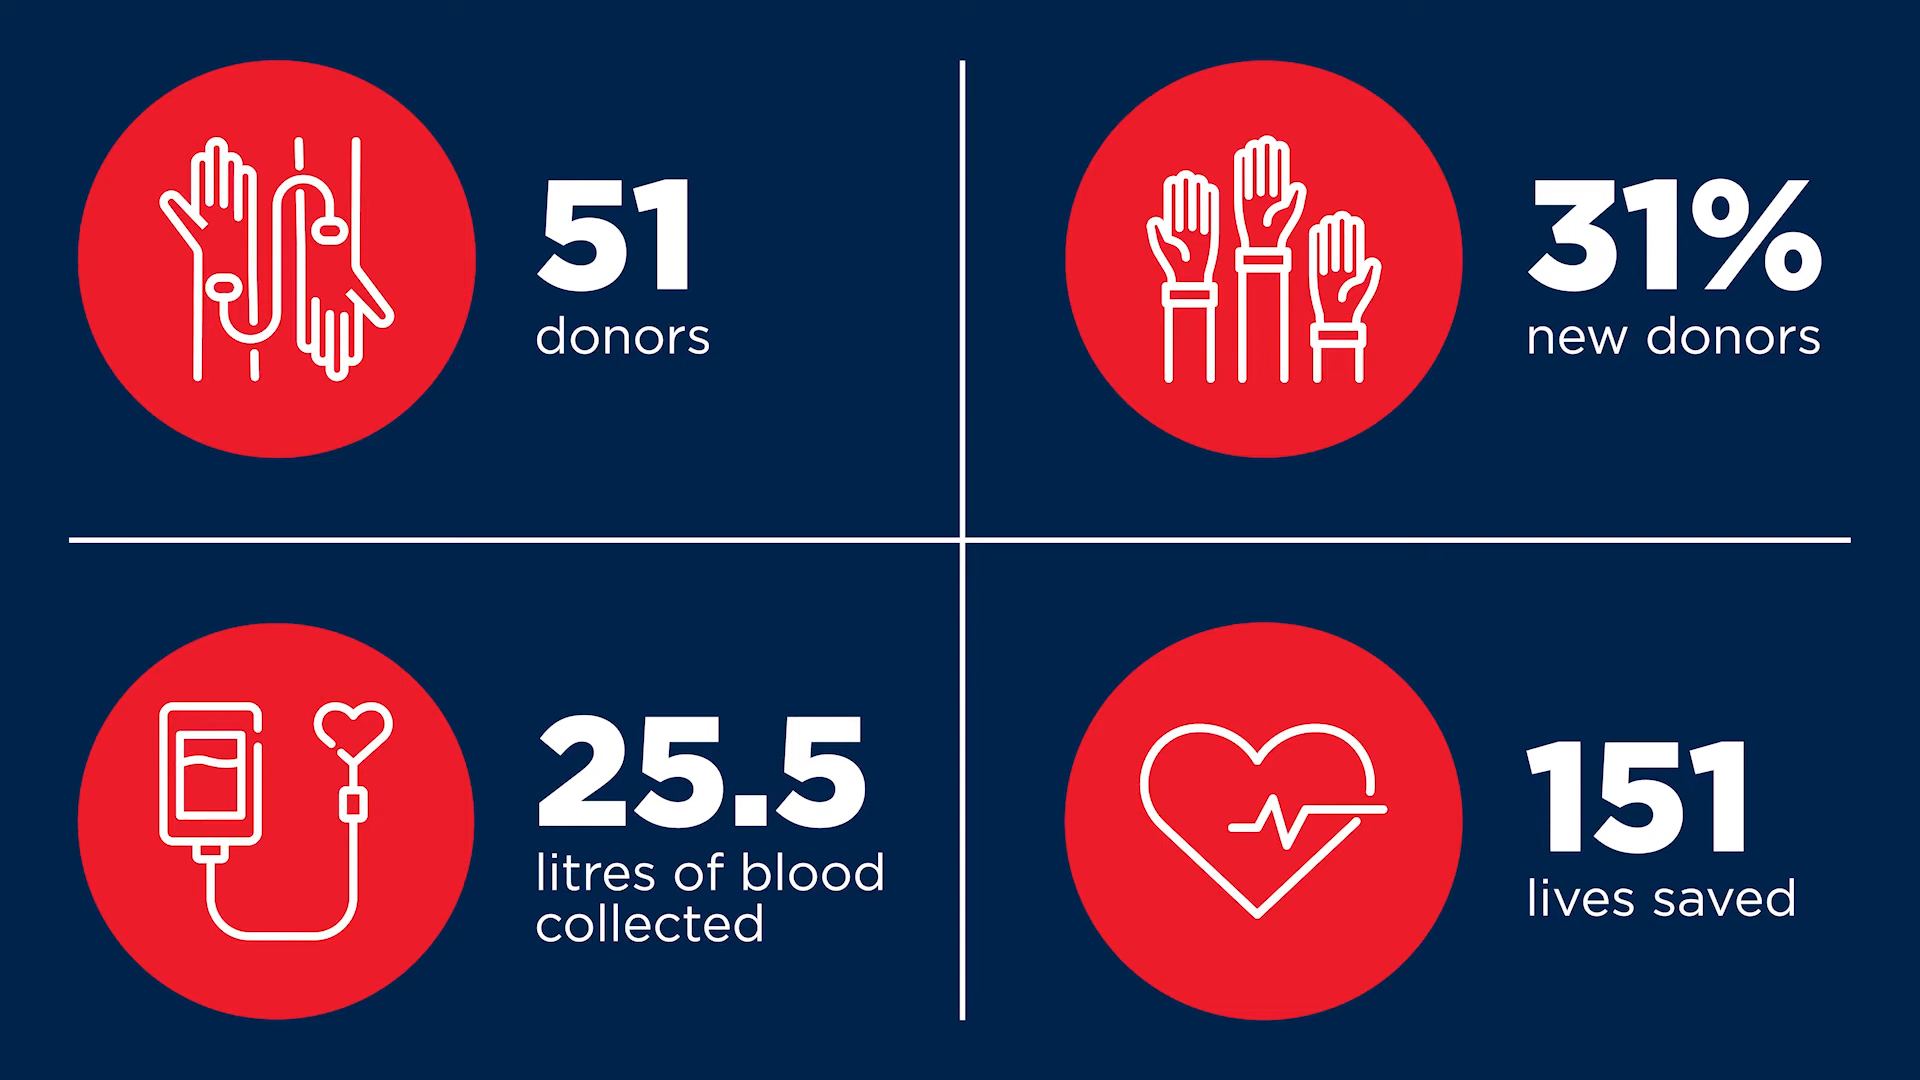 51
donors
31%
new donors
25.5
litres of blood
collected
151
lives saved